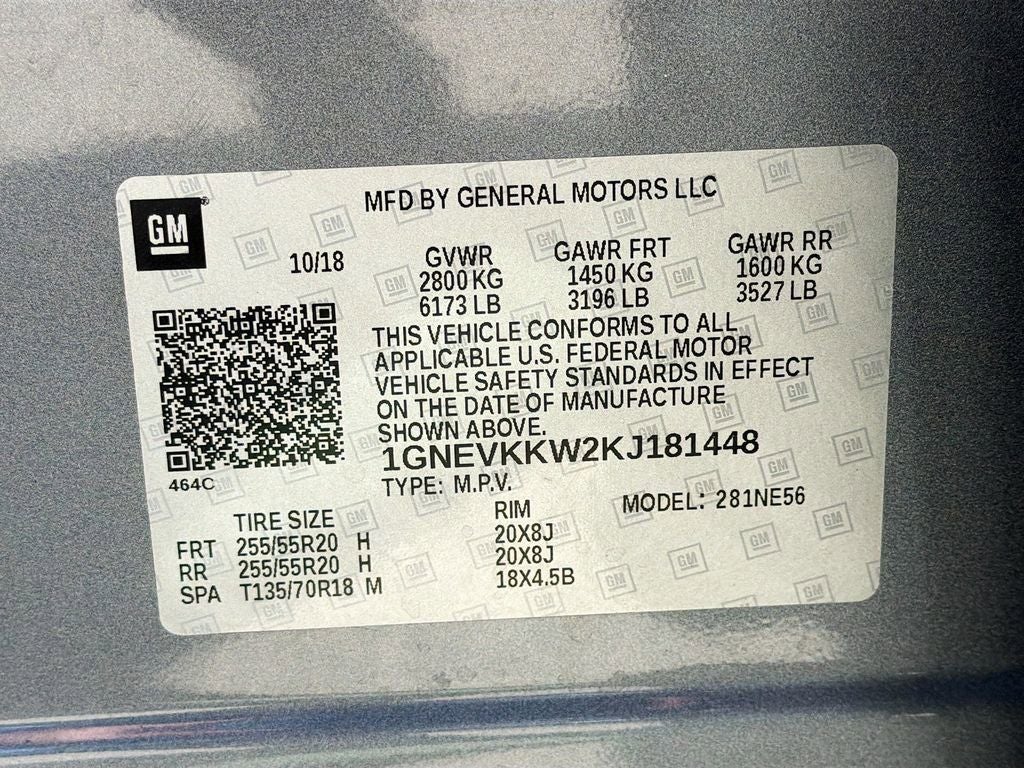 MFD BY GENERAL MOTORS LLC
GM
10/18
GVWR GAWR FRT GAWR RR
2800 KG 1450 KG 1600 KG
6173 LB 3196 LB 3527 LB
THIS VEHICLE CONFORMS TO ALL
APPLICABLE U.S. FEDERAL MOTOR
VEHICLE SAFETY STANDARDS IN EFFECT
ON THE DATE OF MANUFACTURE
SHOWN ABOVE.
1GNEVKKW2KJ181448
464C
TYPE: M.P.V. MODEL: 281NE56
TIRE SIZE RIM
FRT 255/55R20 H 20X8J
RR 255/55R20 H 20X8J
SPA T135/70R18 M 18X4.5B